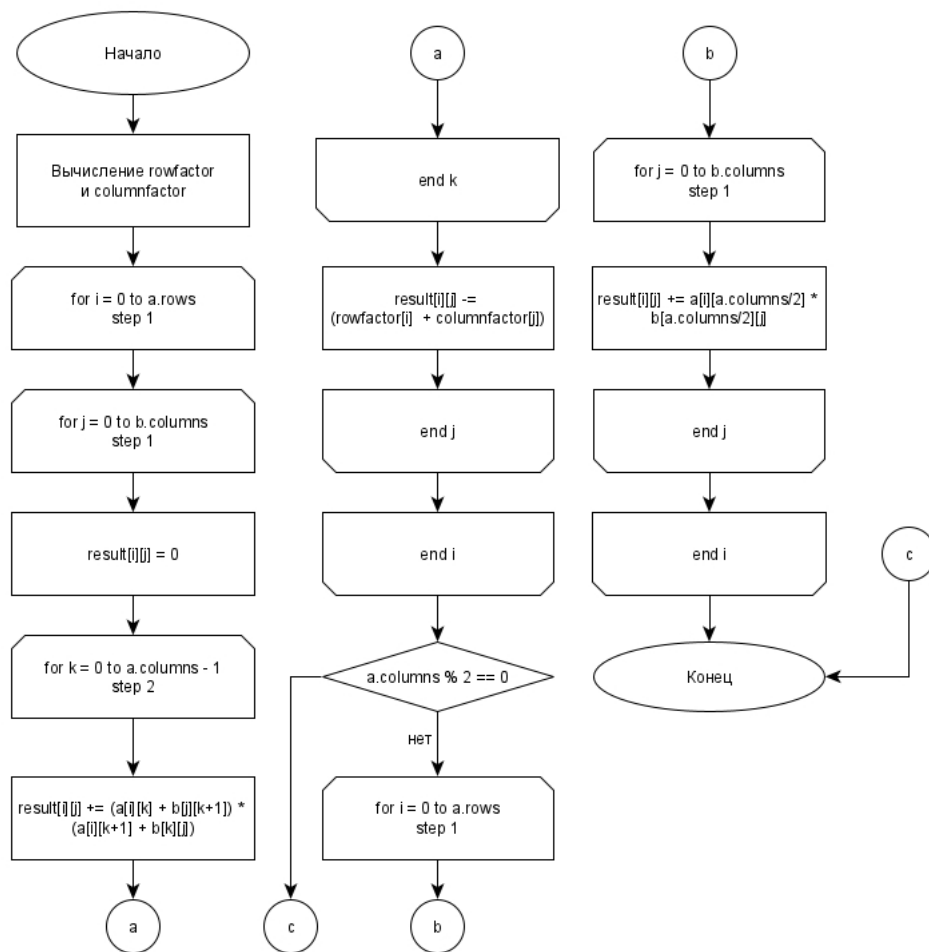 Начало
Вычисление rowfactor
и columnfactor
for i = 0 to a.rows
step 1
for j = 0 to b.columns
step 1
result[i][j] = 0
for k = 0 to a.columns - 1
step 2
result[i][j] += (a[i][k] + b[j][k+1]) *
(a[i][k+1] + b[k][j])
a
a
end k
result[i][j] -=
(rowfactor[i] + columnfactor[j])
end j
end i
a.columns % 2 == 0
нет
for i = 0 to a.rows
step 1
c
b
b
for j = 0 to b.columns
step 1
result[i][j] += a[i][a.columns/2] *
b[a.columns/2][j]
end j
end i
c
Конец